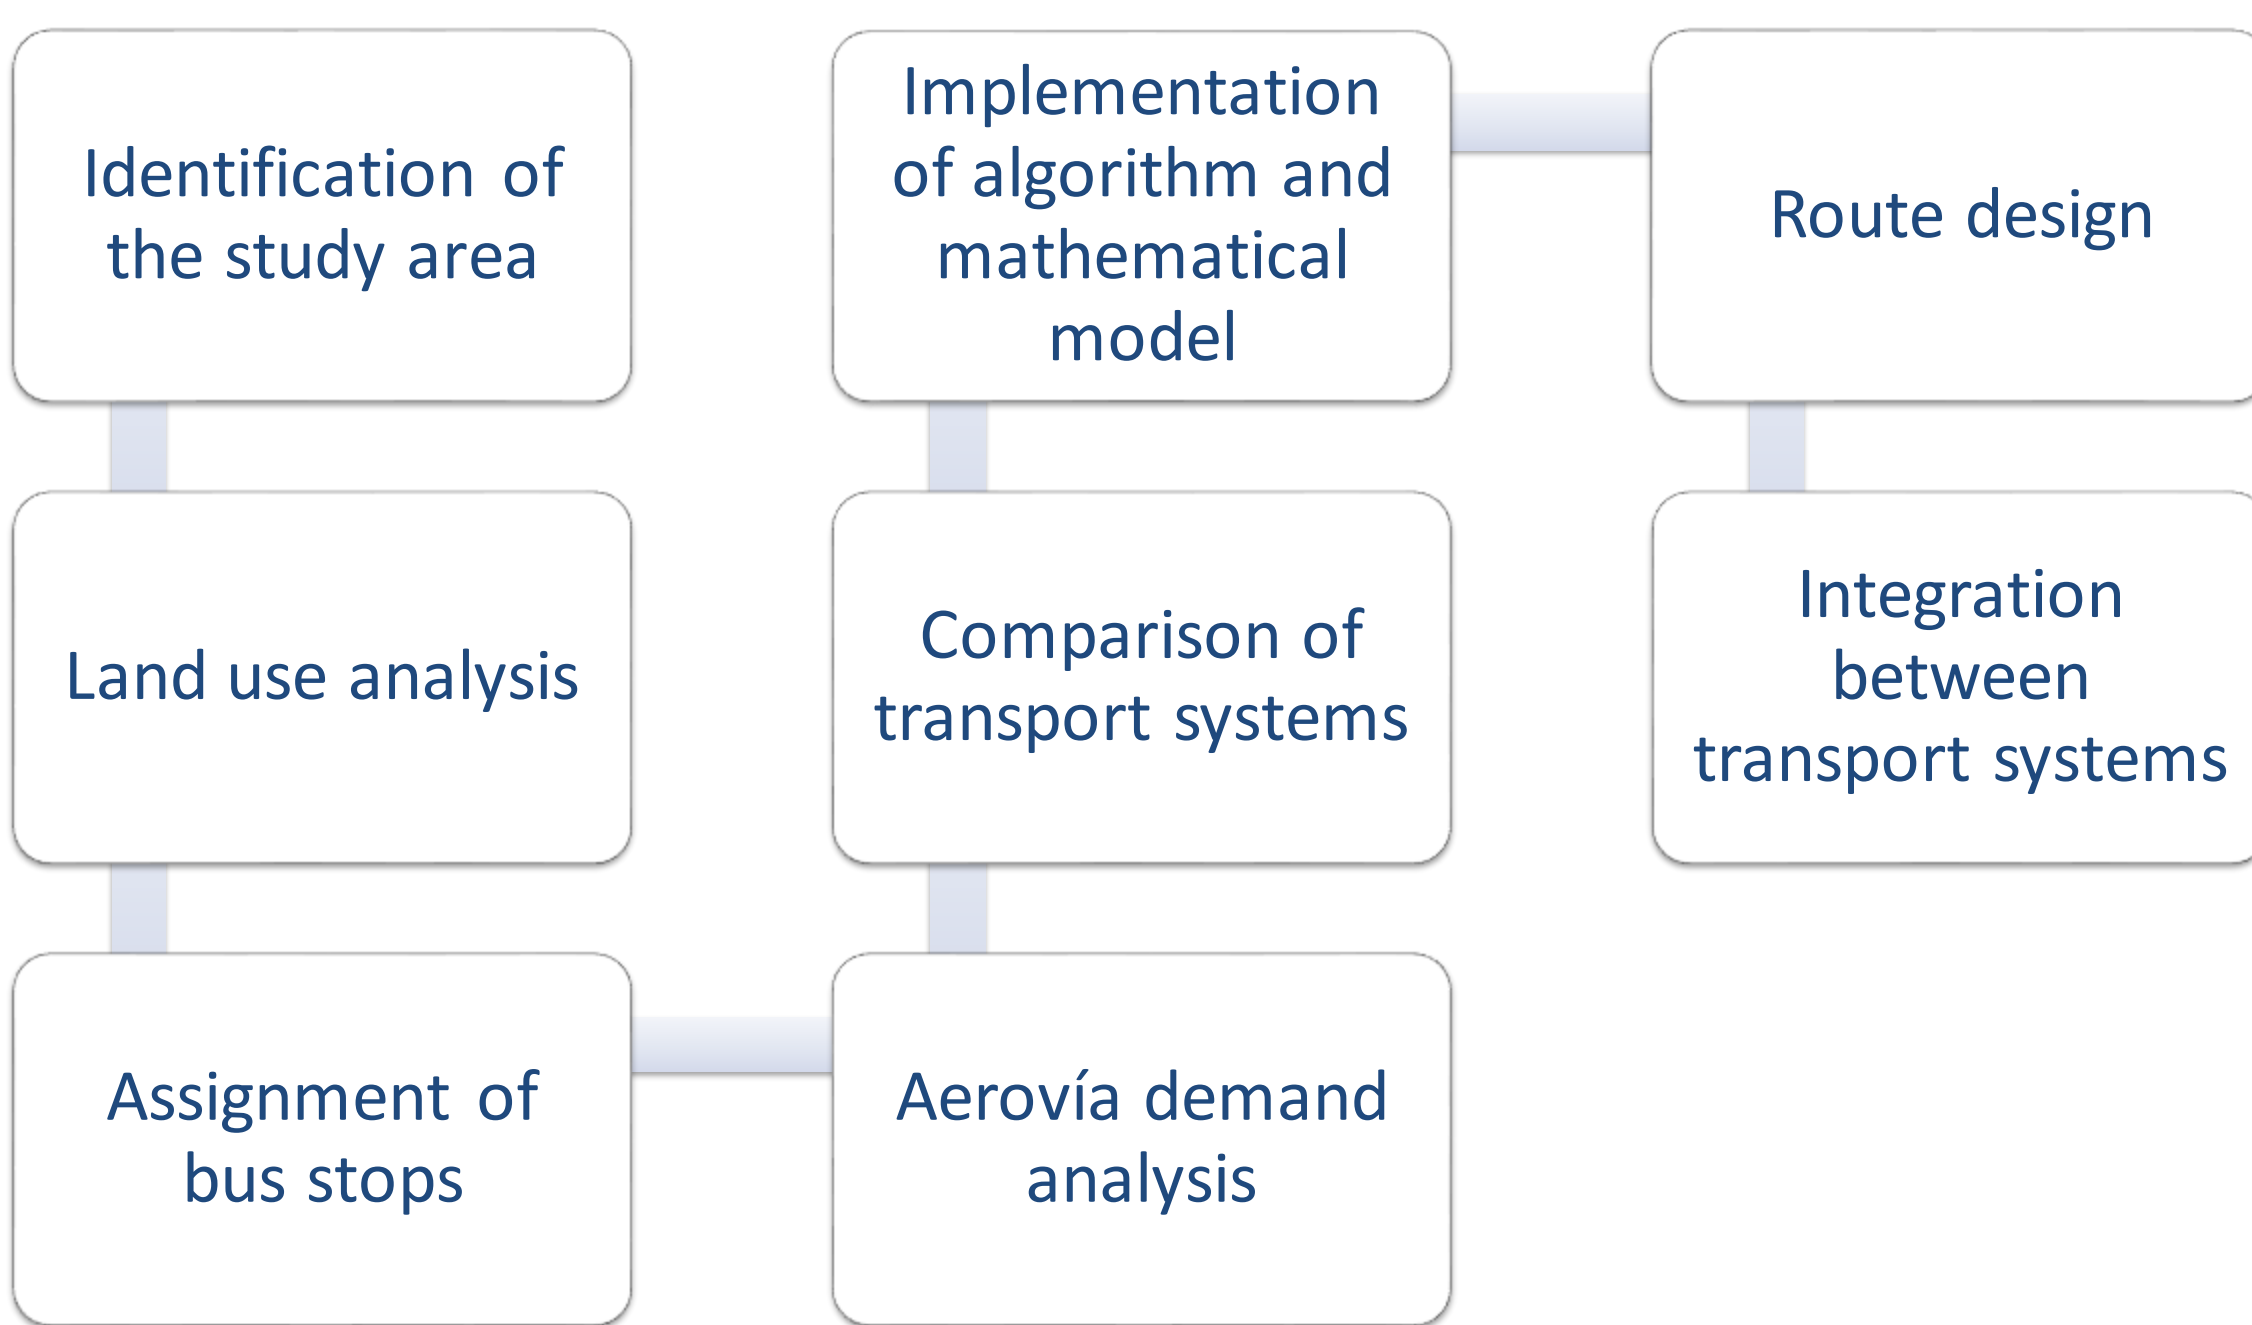 Identification of
the study area
Land use analysis
Assignment of
bus stops
Aerovía demand
analysis
Comparison of
transport systems
Implementation
of algorithm and
mathematical
model
Route design
Integration
between
transport systems